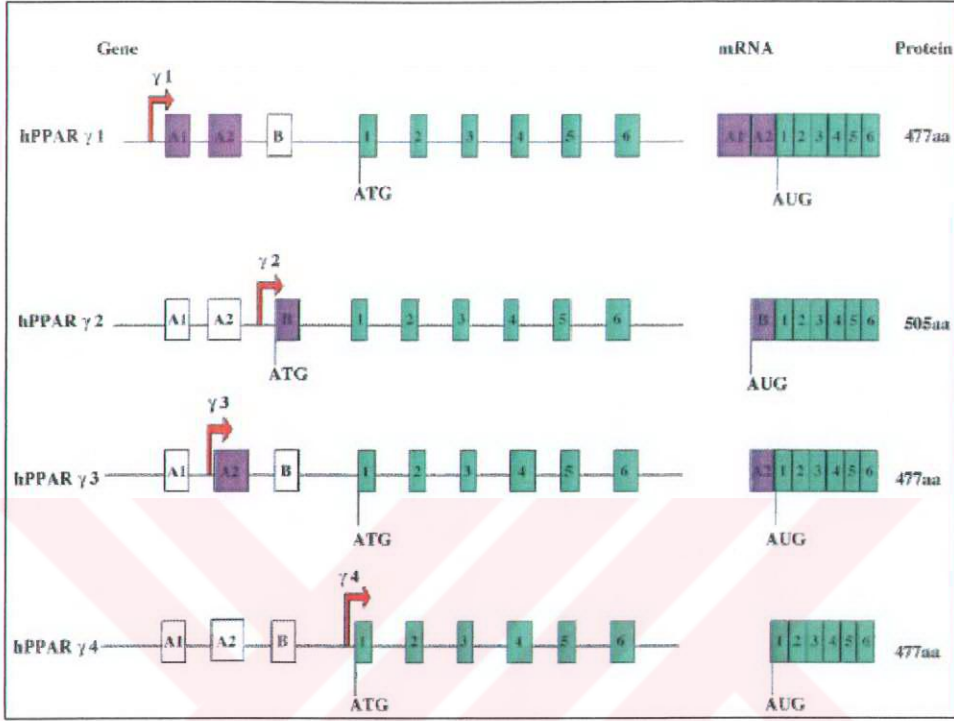 Gene mRNA Protein
γ1
hPPAR γ1 A1 A2 B 1 2 3 4 5 6 A1 A2 1 2 3 4 5 6 477aa
ATG AUG
γ2
hPPAR γ2 A1 A2 B 1 2 3 4 5 6 B 1 2 3 4 5 6 505aa
ATG AUG
γ3
hPPAR γ3 A1 A2 B 1 2 3 4 5 6 A2 1 2 3 4 5 6 477aa
ATG AUG
γ4
hPPAR γ4 A1 A2 B 1 2 3 4 5 6 1 2 3 4 5 6 477aa
ATG AUG